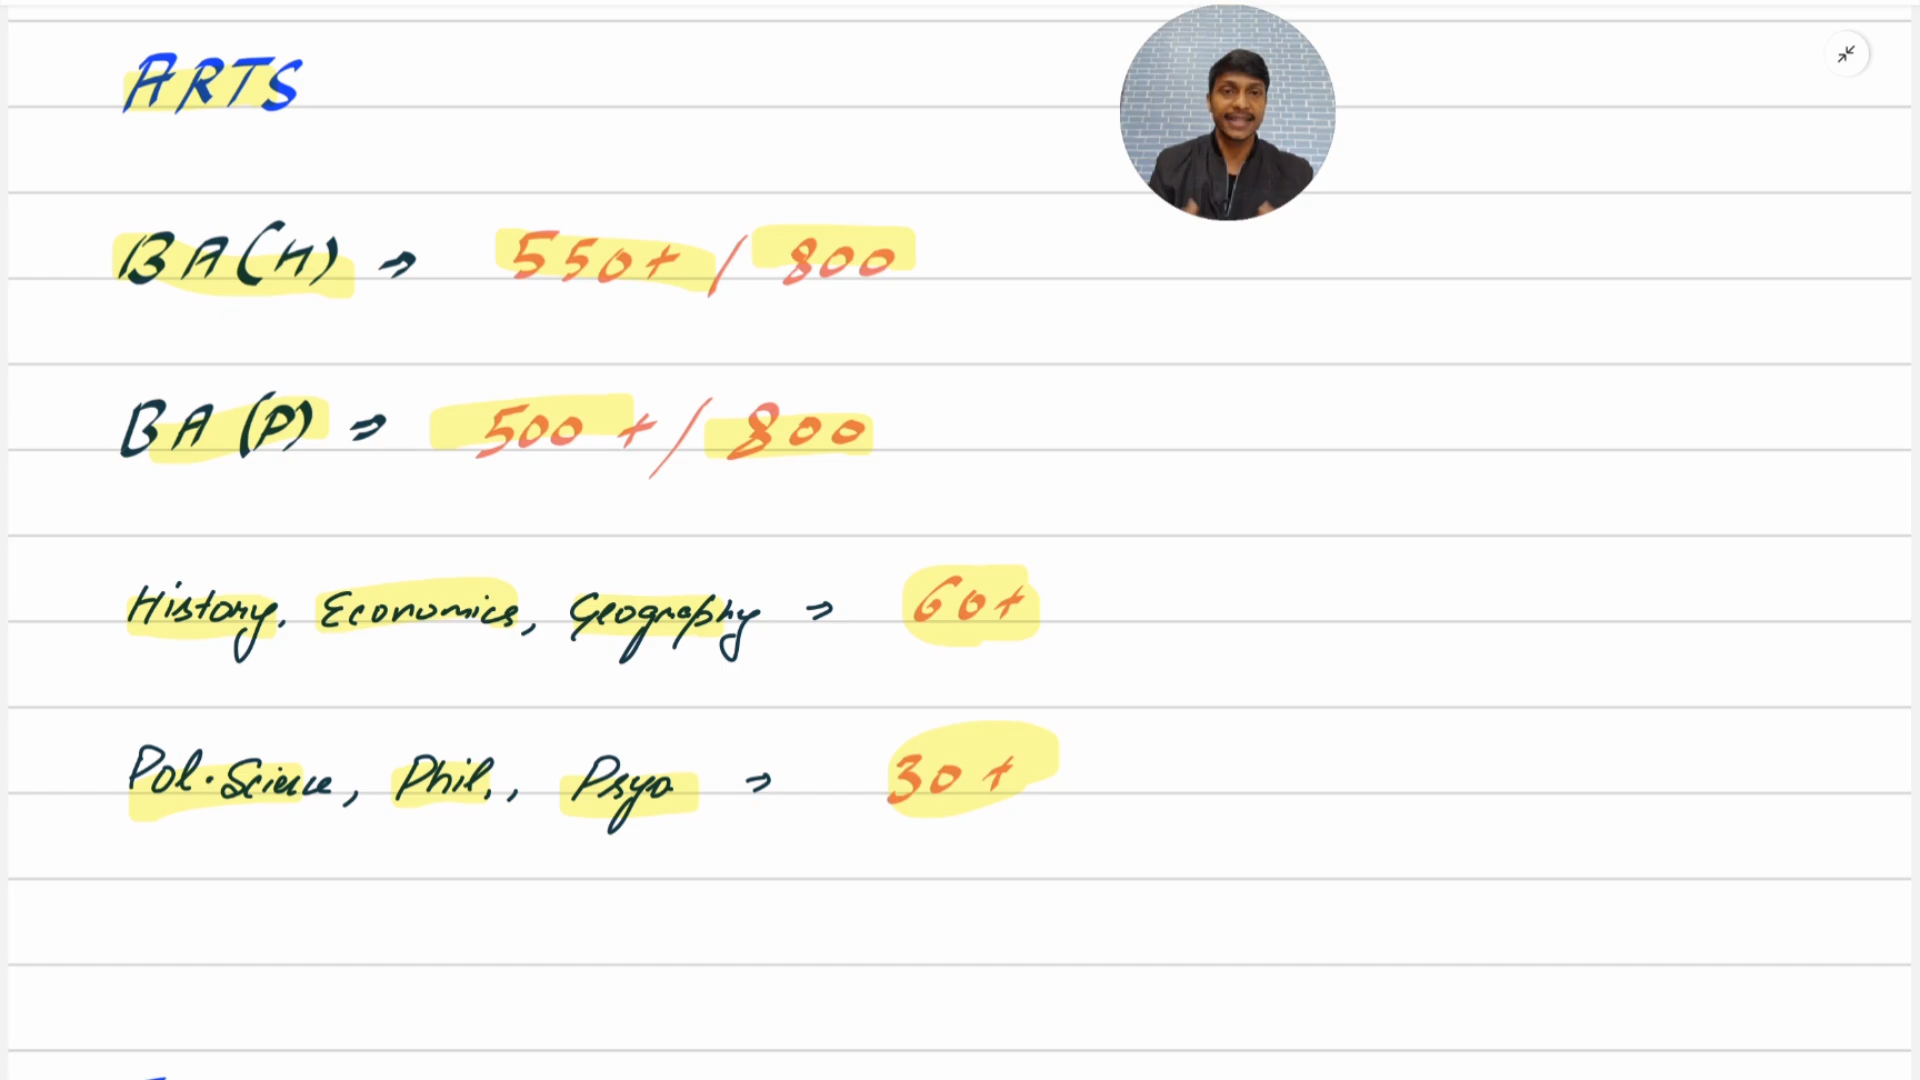 ARTS
BA(H) ⇒ 550+ / 800
BA (P) ⇒ 500 + / 800
History, Economics, Geography ⇒ 60+
Pol. Science, Phil., Psyo ⇒ 30+